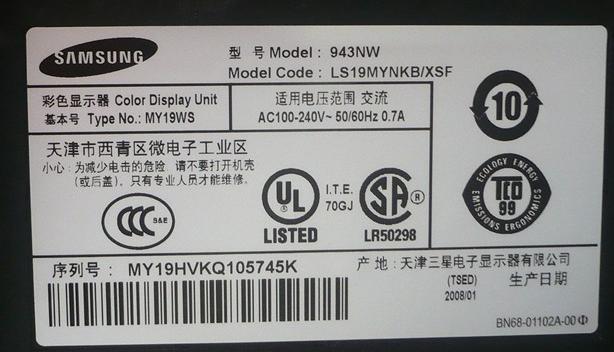 SAMSUNG
型 号 Model : 943NW
Model Code : LS19MYNKB/XSF
彩色显示器 Color Display Unit
基本号 Type No.: MY19WS
适用电压范围 交流
AC100-240V~ 50/60Hz 0.7A
10
天津市西青区微电子工业区
小心: 为减少电击的危险 请不要打开机壳
(或后盖)。只有专业人员才能维修。
CCC S&E
UL
LISTED
I.T.E.
70GJ
SA ®
LR50298
ECOLOGY ENERGY
TCO
99
EMISSIONS ERGONOMICS
序列号 : MY19HVKQ105745K
产 地 : 天津三星电子显示器有限公司
(TSED) 生产日期
2008/01
BN68-01102A-00